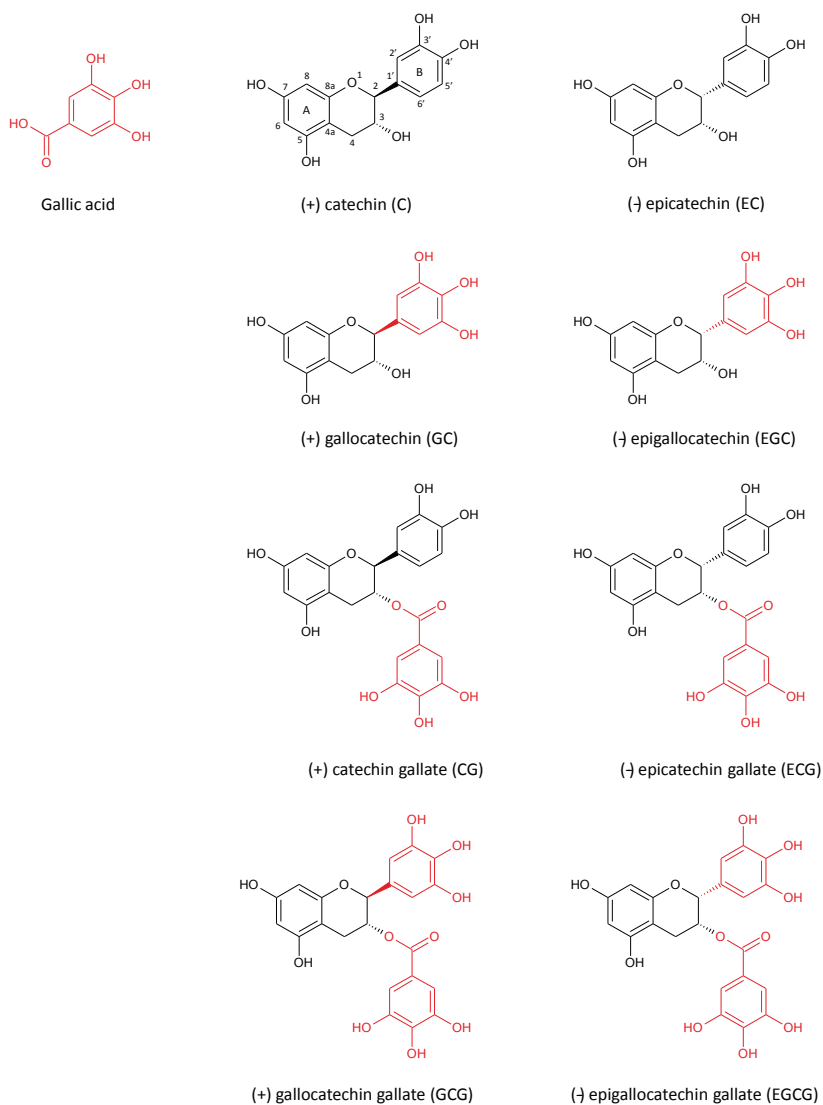 OH
OH
OH
HO
O
Gallic acid
OH
OH
3'
2'
4'
B
1'
5'
6'
O
1
2
8
8a
HO
7
A
6
5
4a
4
3
OH
OH
(+) catechin (C)
OH
OH
O
HO
OH
OH
(-) epicatechin (EC)
OH
OH
OH
O
HO
OH
OH
(+) gallocatechin (GC)
OH
OH
OH
O
HO
OH
OH
(-) epigallocatechin (EGC)
OH
OH
O
HO
O
O
OH
HO
OH
OH
(+) catechin gallate (CG)
OH
OH
O
HO
O
O
OH
HO
OH
OH
(-) epicatechin gallate (ECG)
OH
OH
OH
O
HO
O
O
OH
HO
OH
OH
(+) gallocatechin gallate (GCG)
OH
OH
OH
O
HO
O
O
OH
HO
OH
OH
(-) epigallocatechin gallate (EGCG)